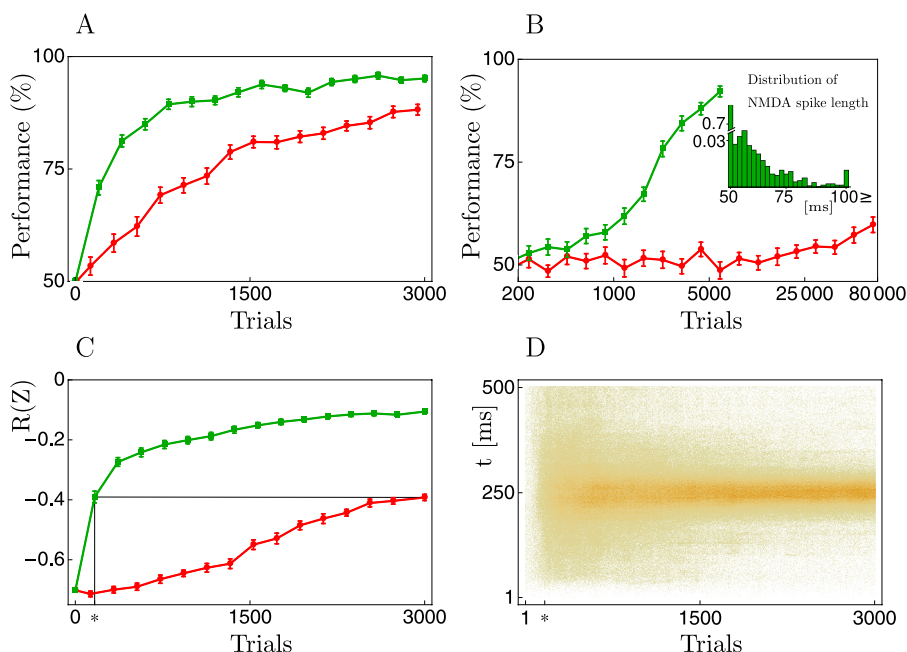 A
Performance (%)
100
75
50
0
1500
3000
Trials
B
Performance (%)
100
75
50
200
1000
5000
25 000
80 000
Trials
Distribution of
NMDA spike length
0.7
0.03
50
75
100≥
[ms]
C
R(Z)
0
−0.2
−0.4
−0.6
0
*
1500
3000
Trials
D
t [ms]
500
250
1
1
*
1500
3000
Trials